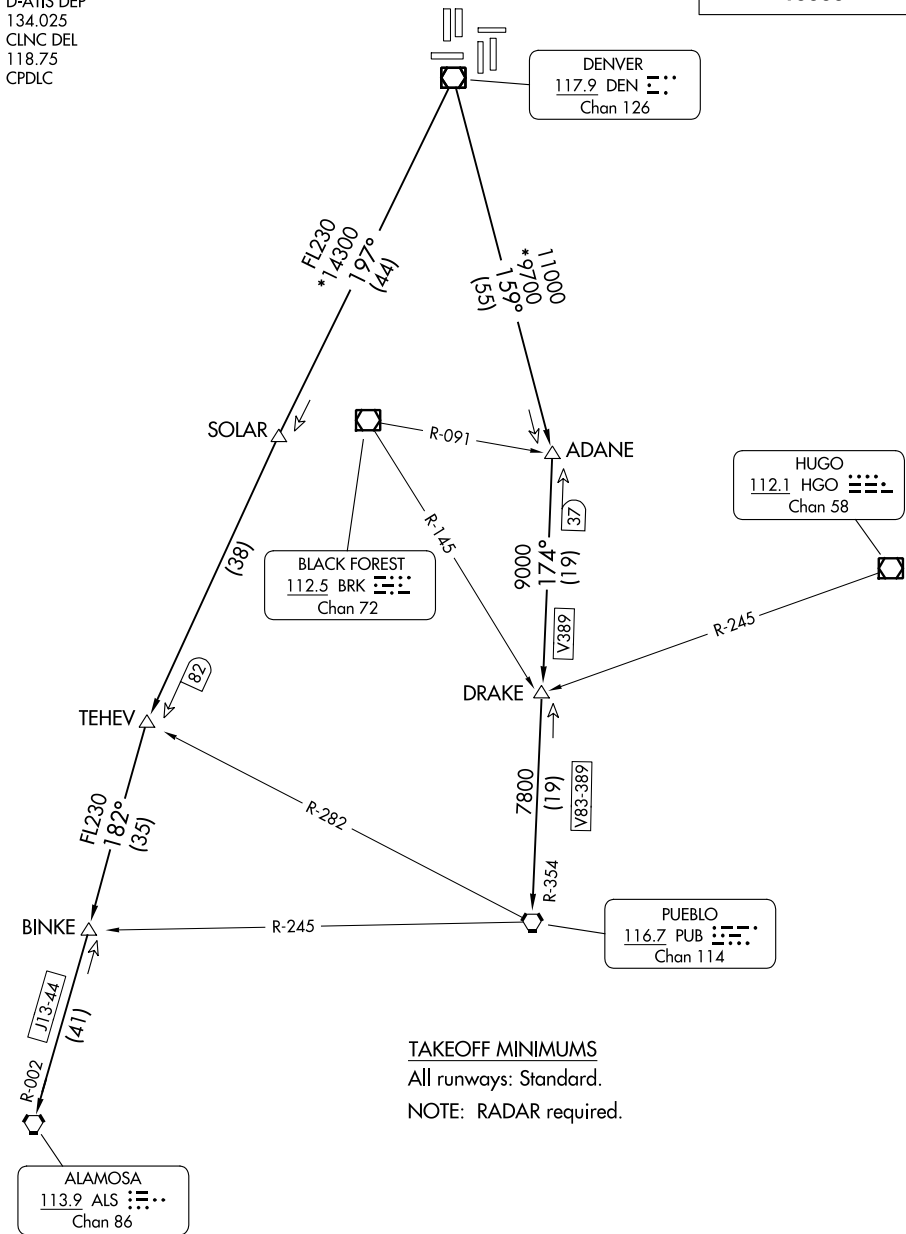 134.025
CLNC DEL
118.75
CPDLC
DENVER
117.9 DEN
Chan 126
FL230
*14300
197°
(44)
11000
*9700
159°
(55)
SOLAR
R-091
ADANE
HUGO
112.1 HGO
Chan 58
37
R-145
(38)
BLACK FOREST
112.5 BRK
Chan 72
9000
174°
(19)
V389
R-245
82
TEHEV
DRAKE
FL230
182°
(35)
R-282
7800
(19)
V83-389
R-354
BINKE
R-245
PUEBLO
116.7 PUB
Chan 114
J13-44
(41)
R-002
TAKEOFF MINIMUMS
All runways: Standard.
NOTE: RADAR required.
ALAMOSA
113.9 ALS
Chan 86